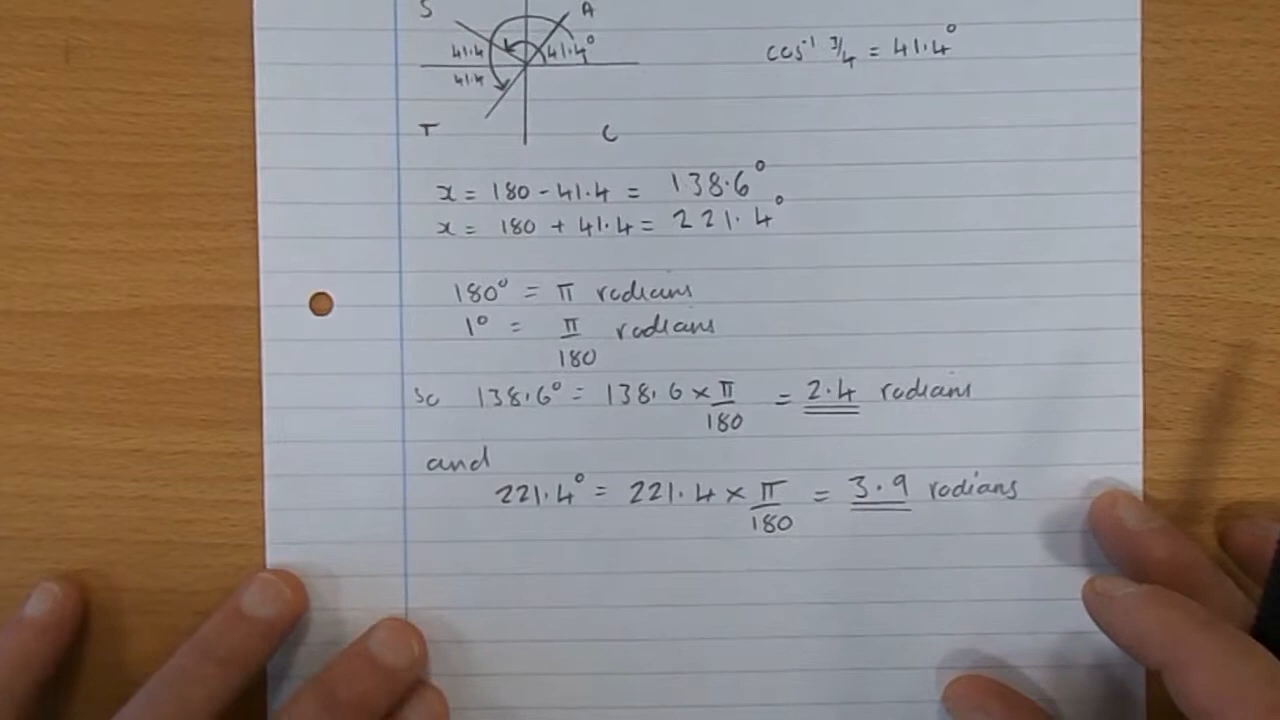 S A
41.4 41.4°
41.4
T C
cos⁻¹ 3/4 = 41.4°
x = 180 - 41.4 = 138.6°
x = 180 + 41.4 = 221.4°
180° = π radians
1° = π/180 radians
So 138.6° = 138.6 × π/180 = 2.4 radians
and
221.4° = 221.4 × π/180 = 3.9 radians